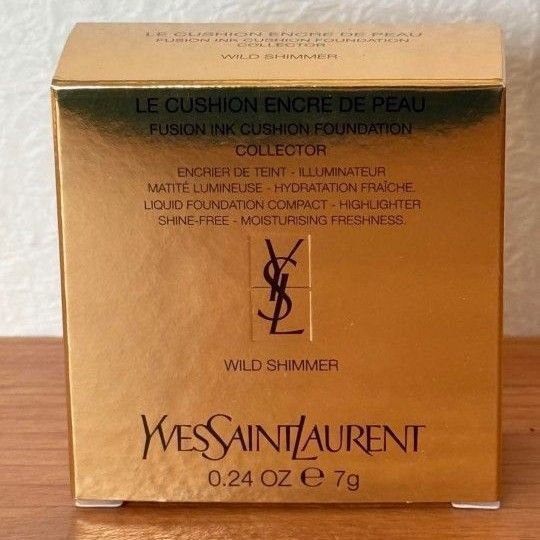 LE CUSHION ENCRE DE PEAU
FUSION INK CUSHION FOUNDATION
COLLECTOR
WILD SHIMMER
LE CUSHION ENCRE DE PEAU
FUSION INK CUSHION FOUNDATION
COLLECTOR
ENCRIER DE TEINT - ILLUMINATEUR
MATITÉ LUMINEUSE - HYDRATATION FRAÎCHE.
LIQUID FOUNDATION COMPACT - HIGHLIGHTER
SHINE-FREE - MOISTURISING FRESHNESS.
YSL
WILD SHIMMER
YVESSAINTLAURENT
0.24 OZ ℮ 7g